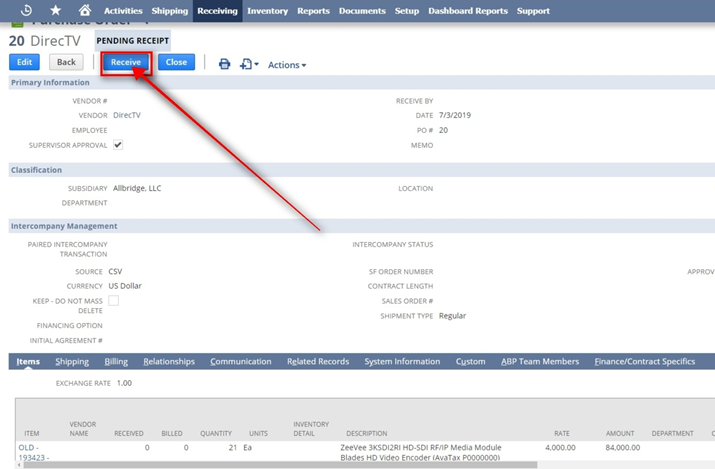 Activities Shipping Receiving Inventory Reports Documents Setup Dashboard Reports Support
Purchase Order
20 DirecTV PENDING RECEIPT
Edit Back Receive Close Actions
Primary Information
VENDOR # RECEIVE BY
VENDOR DirecTV DATE 7/3/2019
EMPLOYEE PO # 20
SUPERVISOR APPROVAL MEMO
Classification
SUBSIDIARY Allbridge, LLC LOCATION
DEPARTMENT
Intercompany Management
PAIRED INTERCOMPANY INTERCOMPANY STATUS
TRANSACTION
SOURCE CSV SF ORDER NUMBER APPROV
CURRENCY US Dollar CONTRACT LENGTH
KEEP - DO NOT MASS SALES ORDER #
DELETE SHIPMENT TYPE Regular
FINANCING OPTION
INITIAL AGREEMENT #
Items Shipping Billing Relationships Communication Related Records System Information Custom ABP Team Members Finance/Contract Specifics
EXCHANGE RATE 1.00
VENDOR INVENTORY
ITEM NAME RECEIVED BILLED QUANTITY UNITS DETAIL DESCRIPTION RATE AMOUNT DEPARTMENT C
OLD - 0 0 21 Ea ZeeVee 3KSDI2RI HD-SDI RF/IP Media Module 4,000.00 84,000.00
193423 - Blades HD Video Encoder (AvaTax P0000000)